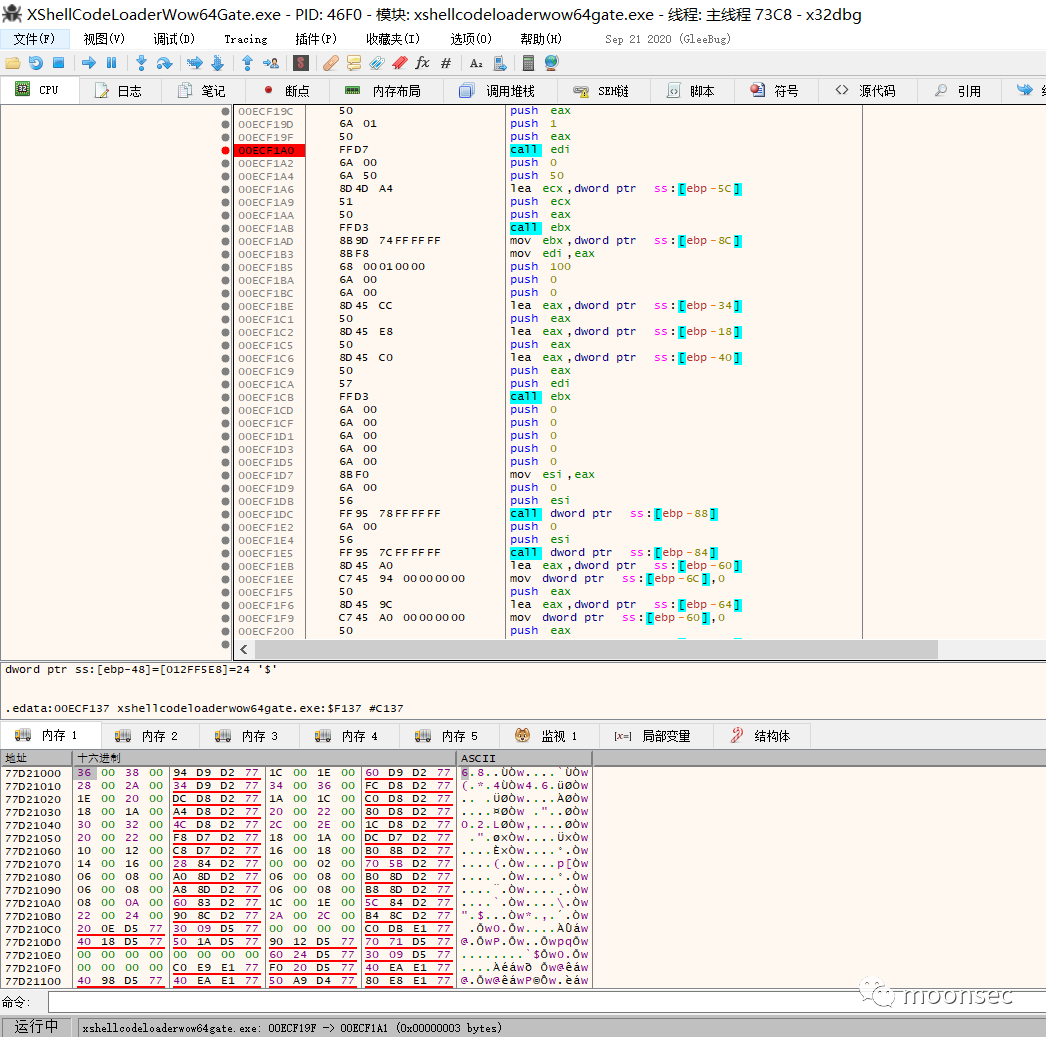 XShellCodeLoaderWow64Gate.exe - PID: 46F0 - 模块: xshellcodeloaderwow64gate.exe - 线程: 主线程 73C8 - x32dbg
文件(F) 视图(V) 调试(D) Tracing 插件(P) 收藏夹(I) 选项(O) 帮助(H) Sep 21 2020 (GleeBug)
CPU 日志 笔记 断点 内存布局 调用堆栈 SEH链 脚本 符号 源代码 引用
00ECF19C 50 push eax
00ECF19D 6A 01 push 1
00ECF19F 50 push eax
00ECF1A0 FFD7 call edi
00ECF1A2 6A 00 push 0
00ECF1A4 6A 50 push 50
00ECF1A6 8D4D A4 lea ecx,dword ptr ss:[ebp-5C]
00ECF1A9 51 push ecx
00ECF1AA 50 push eax
00ECF1AB FFD3 call ebx
00ECF1AD 8B9D 74FFFFFF mov ebx,dword ptr ss:[ebp-8C]
00ECF1B3 8BF8 mov edi,eax
00ECF1B5 68 00010000 push 100
00ECF1BA 6A 00 push 0
00ECF1BC 6A 00 push 0
00ECF1BE 8D45 CC lea eax,dword ptr ss:[ebp-34]
00ECF1C1 50 push eax
00ECF1C2 8D45 E8 lea eax,dword ptr ss:[ebp-18]
00ECF1C5 50 push eax
00ECF1C6 8D45 C0 lea eax,dword ptr ss:[ebp-40]
00ECF1C9 50 push eax
00ECF1CA 57 push edi
00ECF1CB FFD3 call ebx
00ECF1CD 6A 00 push 0
00ECF1CF 6A 00 push 0
00ECF1D1 6A 00 push 0
00ECF1D3 6A 00 push 0
00ECF1D5 6A 00 push 0
00ECF1D7 8BF0 mov esi,eax
00ECF1D9 6A 00 push 0
00ECF1DB 56 push esi
00ECF1DC FF95 78FFFFFF call dword ptr ss:[ebp-88]
00ECF1E2 6A 00 push 0
00ECF1E4 56 push esi
00ECF1E5 FF95 7CFFFFFF call dword ptr ss:[ebp-84]
00ECF1EB 8D45 A0 lea eax,dword ptr ss:[ebp-60]
00ECF1EE C745 94 00000000 mov dword ptr ss:[ebp-6C],0
00ECF1F5 50 push eax
00ECF1F6 8D45 9C lea eax,dword ptr ss:[ebp-64]
00ECF1F9 C745 A0 00000000 mov dword ptr ss:[ebp-60],0
00ECF200 50 push eax
dword ptr ss:[ebp-48]=[012FF5E8]=24 '$'
.edata:00ECF137 xshellcodeloaderwow64gate.exe:$F137 #C137
内存 1 内存 2 内存 3 内存 4 内存 5 监视 1 [x=] 局部变量 结构体
地址 十六进制 ASCII
77D21000 36 00 38 00 94 D9 D2 77 1C 00 1E 00 60 D9 D2 77 6.8..ÙÒw....`ÙÒw
77D21010 28 00 2A 00 34 D9 D2 77 34 00 36 00 FC D8 D2 77 (.*.4ÙÒw4.6.üØÒw
77D21020 1E 00 20 00 DC D8 D2 77 1A 00 1C 00 C0 D8 D2 77 .. .ÜØÒw....ÀØÒw
77D21030 18 00 1A 00 A4 D8 D2 77 20 00 22 00 80 D8 D2 77 ....¤ØÒw ."..ØÒw
77D21040 30 00 32 00 4C D8 D2 77 2C 00 2E 00 1C D8 D2 77 0.2.LØÒw,....ØÒw
77D21050 20 00 22 00 F8 D7 D2 77 18 00 1A 00 DC D7 D2 77 .".ø×Òw....Ü×Òw
77D21060 10 00 12 00 C8 D7 D2 77 16 00 18 00 B0 8B D2 77 ....È×Òw....°.Òw
77D21070 14 00 16 00 28 84 D2 77 00 00 02 00 70 5B D2 77 ....(.Òw....p[Òw
77D21080 06 00 08 00 A0 8D D2 77 06 00 08 00 B0 8D D2 77 .... .Òw....°.Òw
77D21090 06 00 08 00 A8 8D D2 77 06 00 08 00 B8 8D D2 77 ....¨.Òw....¸.Òw
77D210A0 08 00 0A 00 60 83 D2 77 1C 00 1E 00 5C 84 D2 77 ....`.Òw....\.Òw
77D210B0 22 00 24 00 90 8C D2 77 2A 00 2C 00 B4 8C D2 77 ".$...Òw*.,.´.Òw
77D210C0 20 0E D5 77 30 09 D5 77 00 00 00 00 C0 DB E1 77 .Õw0.Õw....ÀÛáw
77D210D0 40 18 D5 77 50 1A D5 77 90 12 D5 77 70 71 D5 77 @.ÕwP.Õw..ÕwpqÕw
77D210E0 00 00 00 00 00 00 00 00 60 24 D5 77 30 09 D5 77 ........`$Õw0.Õw
77D210F0 00 00 00 00 C0 E9 E1 77 F0 20 D5 77 40 EA E1 77 ....Àéáwð Õw@êáw
77D21100 40 98 D5 77 40 EA E1 77 50 A9 D4 77 80 E8 E1 77 @.Õw@êáwP©Ôw.èáw
命令:
moonsec
运行中 xshellcodeloaderwow64gate.exe: 00ECF19F -> 00ECF1A1 (0x00000003 bytes)